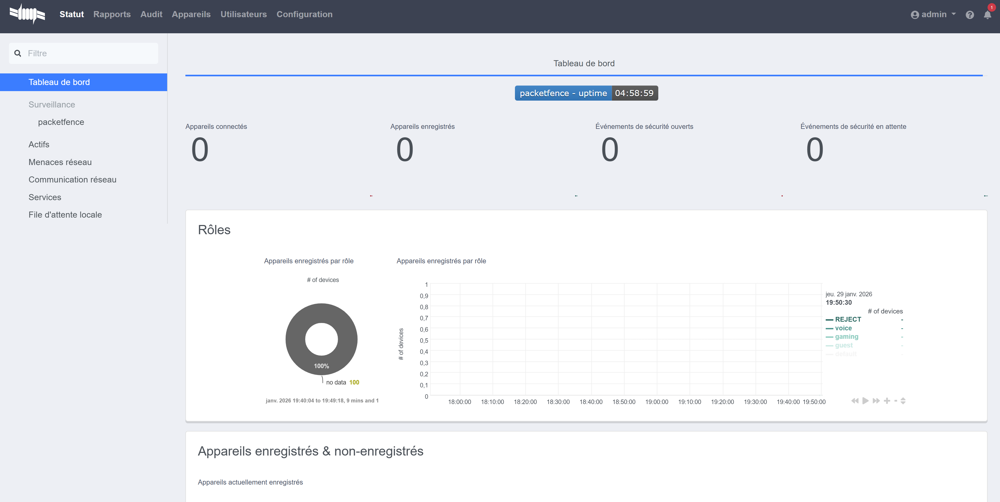 Statut Rapports Audit Appareils Utilisateurs Configuration admin 1
Filtre
Tableau de bord
Surveillance
packetfence
Actifs
Menaces réseau
Communication réseau
Services
File d'attente locale
Tableau de bord
packetfence - uptime 04:58:59
Appareils connectés
0
Appareils enregistrés
0
Événements de sécurité ouverts
0
Événements de sécurité en attente
0
Rôles
Appareils enregistrés par rôle
# of devices
100%
no data 100
janv. 2026 19:40:04 to 19:49:18, 9 mins and 1
Appareils enregistrés par rôle
# of devices
1
0,9
0,8
0,7
0,6
0,5
0,4
0,3
0,2
0,1
0
18:00:00 18:10:00 18:20:00 18:30:00 18:40:00 18:50:00 19:00:00 19:10:00 19:20:00 19:30:00 19:40:00 19:50:00
jeu. 29 janv. 2026
19:50:30
# of devices
REJECT -
voice -
gaming -
guest -
default -
Appareils enregistrés & non-enregistrés
Appareils actuellement enregistrés